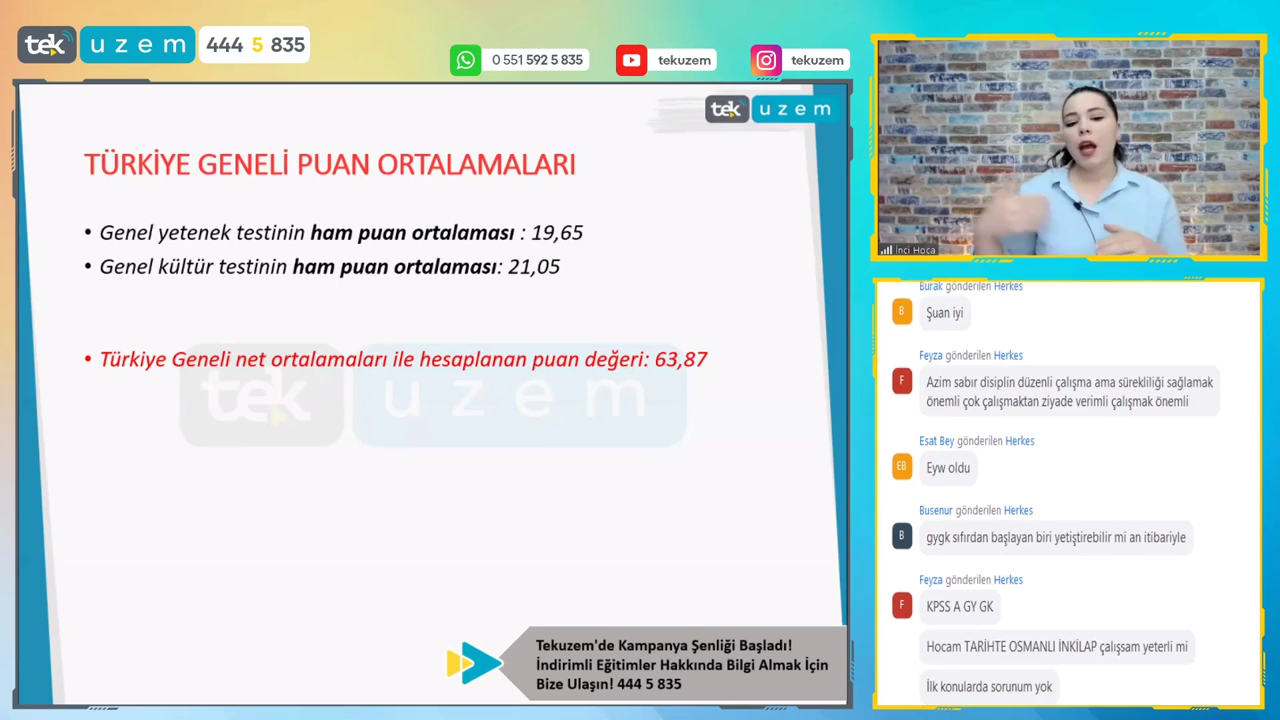 tek uzem 444 5 835
0 551 592 5 835
tekuzem
tekuzem
tek uzem
TÜRKİYE GENELİ PUAN ORTALAMALARI
• Genel yetenek testinin ham puan ortalaması : 19,65
• Genel kültür testinin ham puan ortalaması: 21,05
• Türkiye Geneli net ortalamaları ile hesaplanan puan değeri: 63,87
tek uzem
Tekuzem'de Kampanya Şenliği Başladı!
İndirimli Eğitimler Hakkında Bilgi Almak İçin
Bize Ulaşın! 444 5 835
İnci Hoca
Burak gönderilen Herkes
B
Şuan iyi
Feyza gönderilen Herkes
F
Azim sabır disiplin düzenli çalışma ama sürekliliği sağlamak
önemli çok çalışmaktan ziyade verimli çalışmak önemli
Esat Bey gönderilen Herkes
EB
Eyw oldu
Busenur gönderilen Herkes
B
gygk sıfırdan başlayan biri yetiştirebilir mi an itibariyle
Feyza gönderilen Herkes
F
KPSS A GY GK
Hocam TARİHTE OSMANLI İNKİLAP çalışsam yeterli mi
İlk konularda sorunum yok